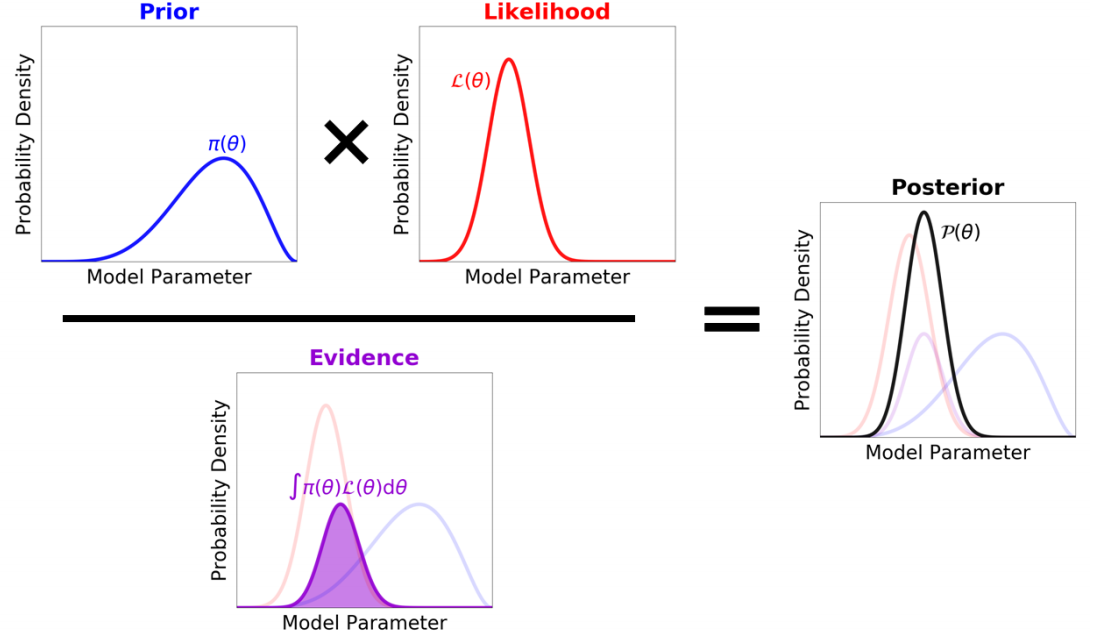 Prior
Probability Density
π(θ)
Model Parameter
×
Likelihood
Probability Density
ℒ(θ)
Model Parameter
=
Evidence
Probability Density
∫π(θ)ℒ(θ)dθ
Model Parameter
Posterior
Probability Density
𝒫(θ)
Model Parameter